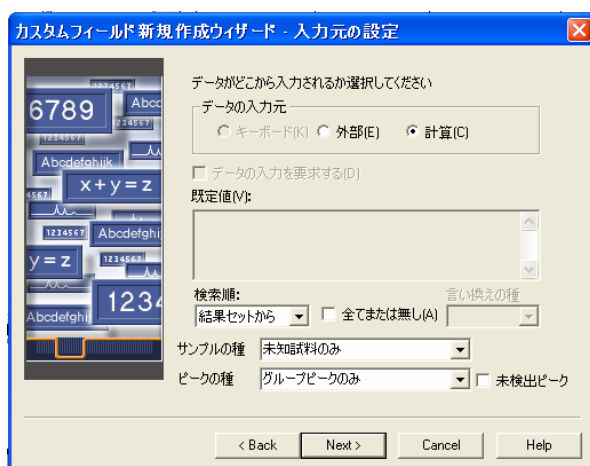 カスタムフィールド新規作成ウィザード - 入力元の設定
データがどこから入力されるか選択してください
データの入力元
キーボード(K) 外部(E) 計算(C)
データの入力を要求する(D)
既定値(V):
検索順: 言い換えの種
結果セットから 全てまたは無し(A)
サンプルの種 未知試料のみ
ピークの種 グループピークのみ 未検出ピーク
< Back Next > Cancel Help
1234567
6789 Abcd
234567
1234567
Abcdefghijk
4567 x+y=z
1234567 Abcdefghi
y=z 1234567
1234
Abcdefghi